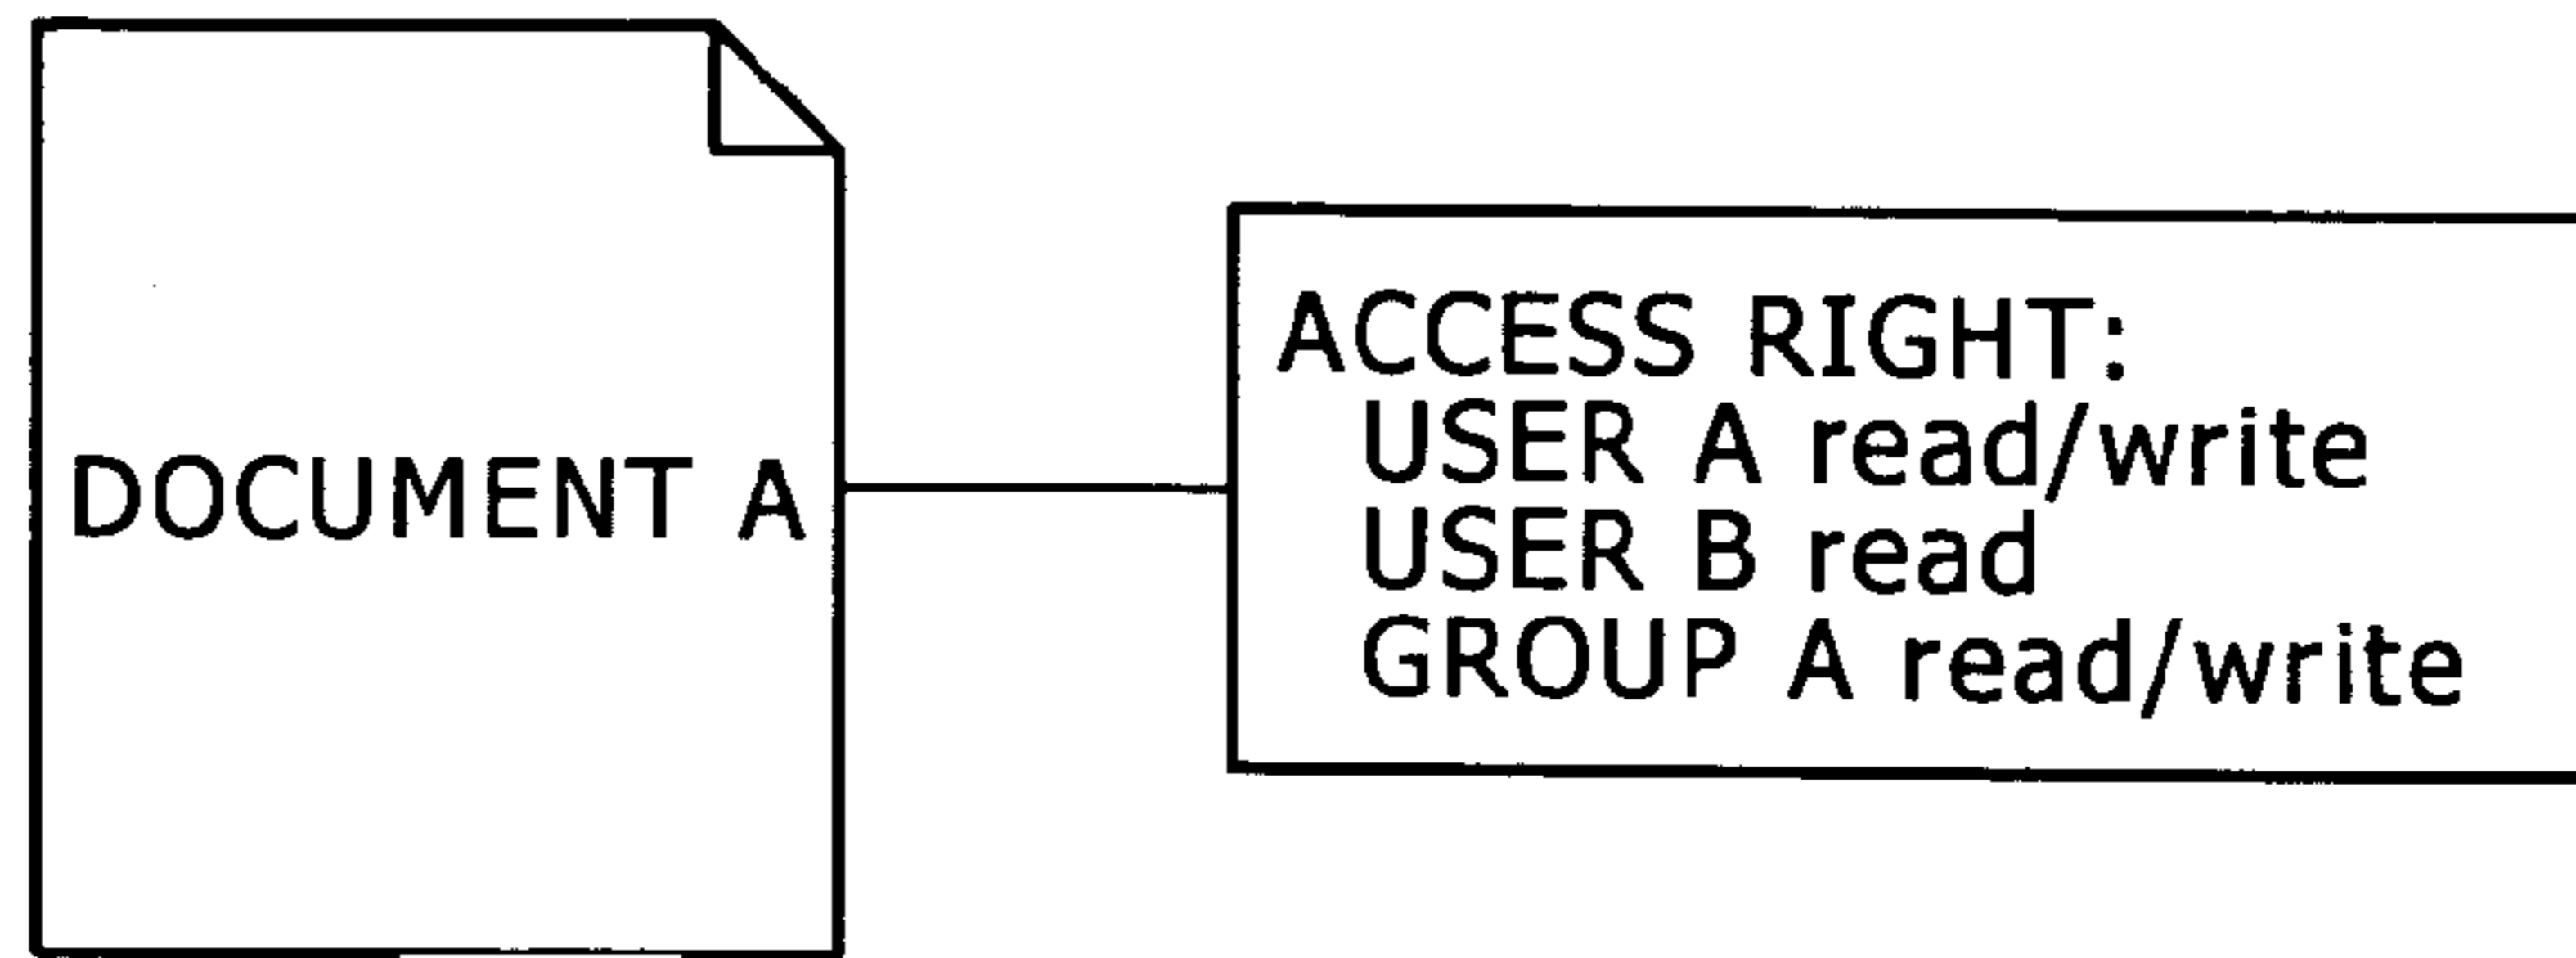 DOCUMENT A
ACCESS RIGHT:
USER A read/write
USER B read
GROUP A read/write